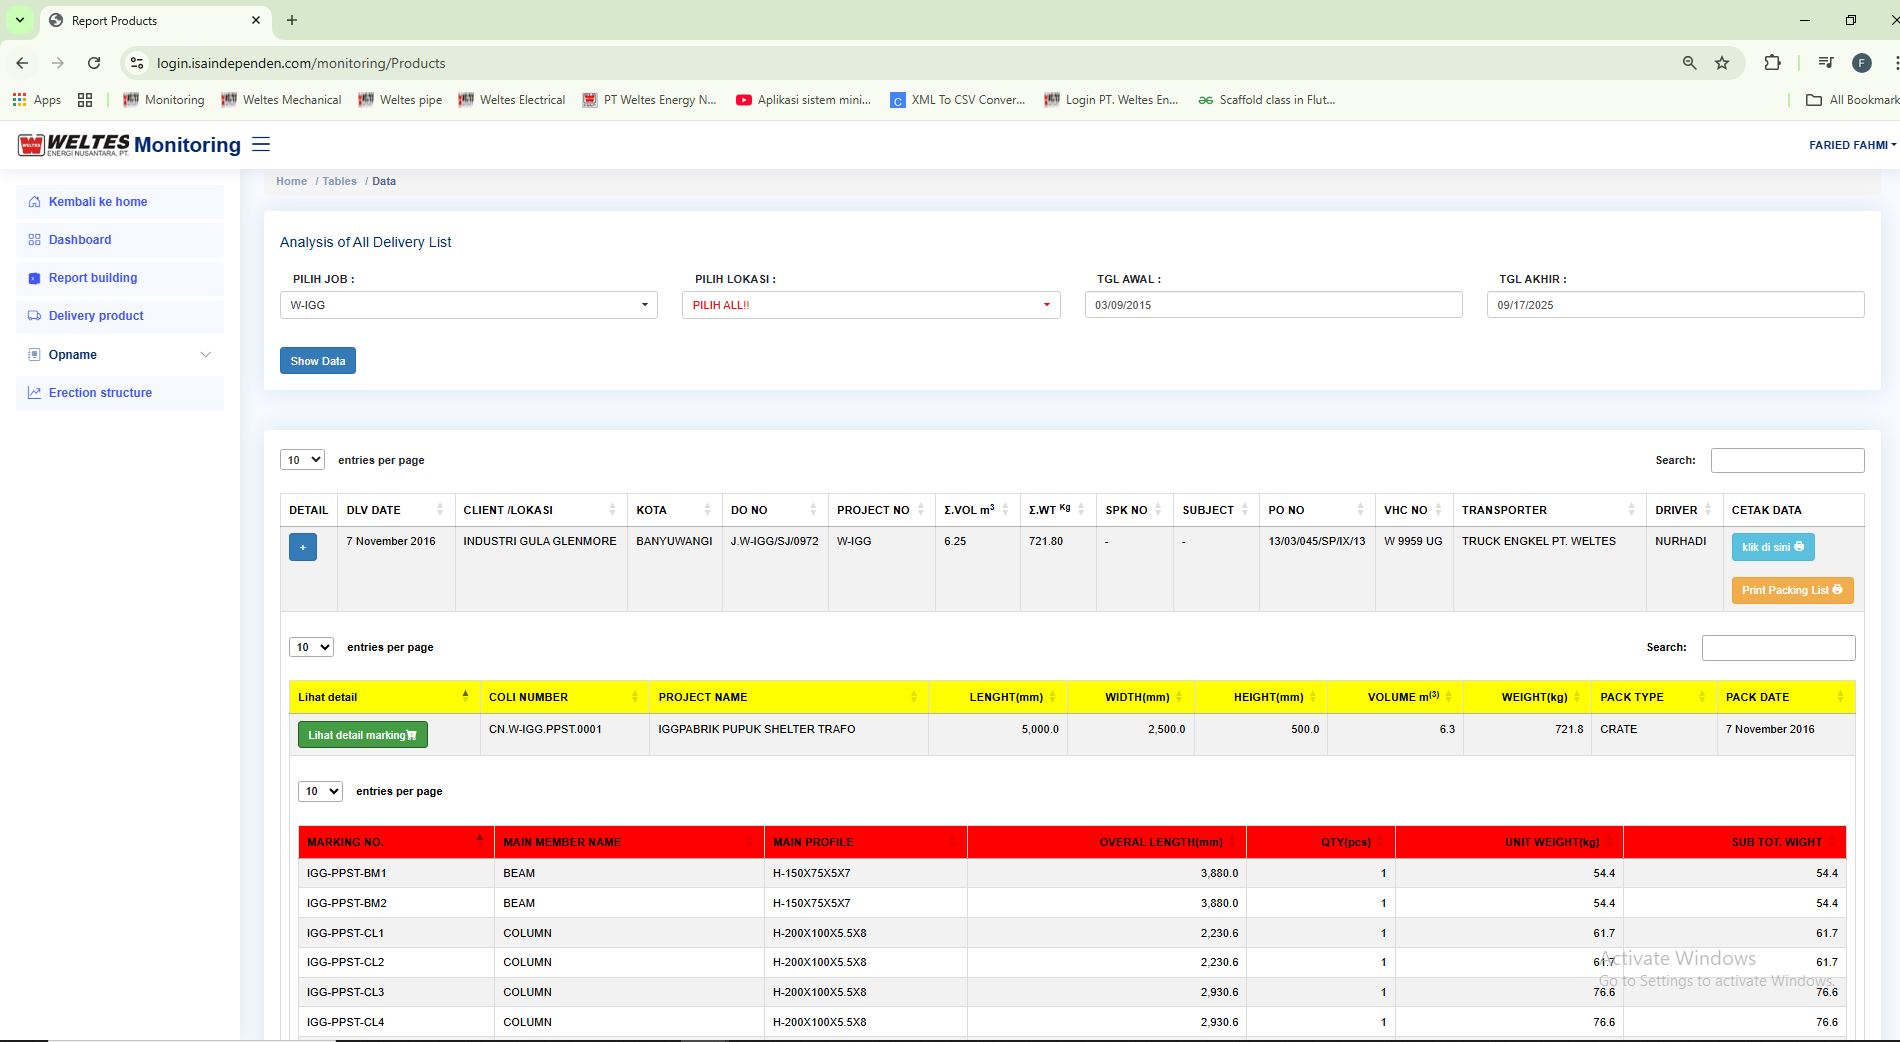 Report Products
login.isaindependen.com/monitoring/Products
F
Apps Monitoring Weltes Mechanical Weltes pipe Weltes Electrical PT Weltes Energy N... Aplikasi sistem mini... XML To CSV Conver... Login PT. Weltes En... Scaffold class in Flut... All Bookmark
WELTES Monitoring
ENERGI NUSANTARA, PT.
FARIED FAHMI
Kembali ke home
Dashboard
Report building
Delivery product
Opname
Erection structure
Home / Tables / Data
Analysis of All Delivery List
PILIH JOB : PILIH LOKASI : TGL AWAL : TGL AKHIR :
W-IGG PILIH ALL!! 03/09/2015 09/17/2025
Show Data
10 entries per page Search:
DETAIL DLV DATE CLIENT /LOKASI KOTA DO NO PROJECT NO Σ.VOL m3 Σ.WT Kg SPK NO SUBJECT PO NO VHC NO TRANSPORTER DRIVER CETAK DATA
+ 7 November 2016 INDUSTRI GULA GLENMORE BANYUWANGI J.W-IGG/SJ/0972 W-IGG 6.25 721.80 - - 13/03/045/SP/IX/13 W 9959 UG TRUCK ENGKEL PT. WELTES NURHADI klik di sini
Print Packing List
10 entries per page Search:
Lihat detail COLI NUMBER PROJECT NAME LENGHT(mm) WIDTH(mm) HEIGHT(mm) VOLUME m(3) WEIGHT(kg) PACK TYPE PACK DATE
Lihat detail marking CN.W-IGG.PPST.0001 IGGPABRIK PUPUK SHELTER TRAFO 5,000.0 2,500.0 500.0 6.3 721.8 CRATE 7 November 2016
10 entries per page
MARKING NO. MAIN MEMBER NAME MAIN PROFILE OVERAL LENGTH(mm) QTY(pcs) UNIT WEIGHT(kg) SUB TOT. WIGHT
IGG-PPST-BM1 BEAM H-150X75X5X7 3,880.0 1 54.4 54.4
IGG-PPST-BM2 BEAM H-150X75X5X7 3,880.0 1 54.4 54.4
IGG-PPST-CL1 COLUMN H-200X100X5.5X8 2,230.6 1 61.7 61.7
IGG-PPST-CL2 COLUMN H-200X100X5.5X8 2,230.6 1 61.7 61.7
IGG-PPST-CL3 COLUMN H-200X100X5.5X8 2,930.6 1 76.6 76.6
IGG-PPST-CL4 COLUMN H-200X100X5.5X8 2,930.6 1 76.6 76.6
Activate Windows
Go to Settings to activate Windows.